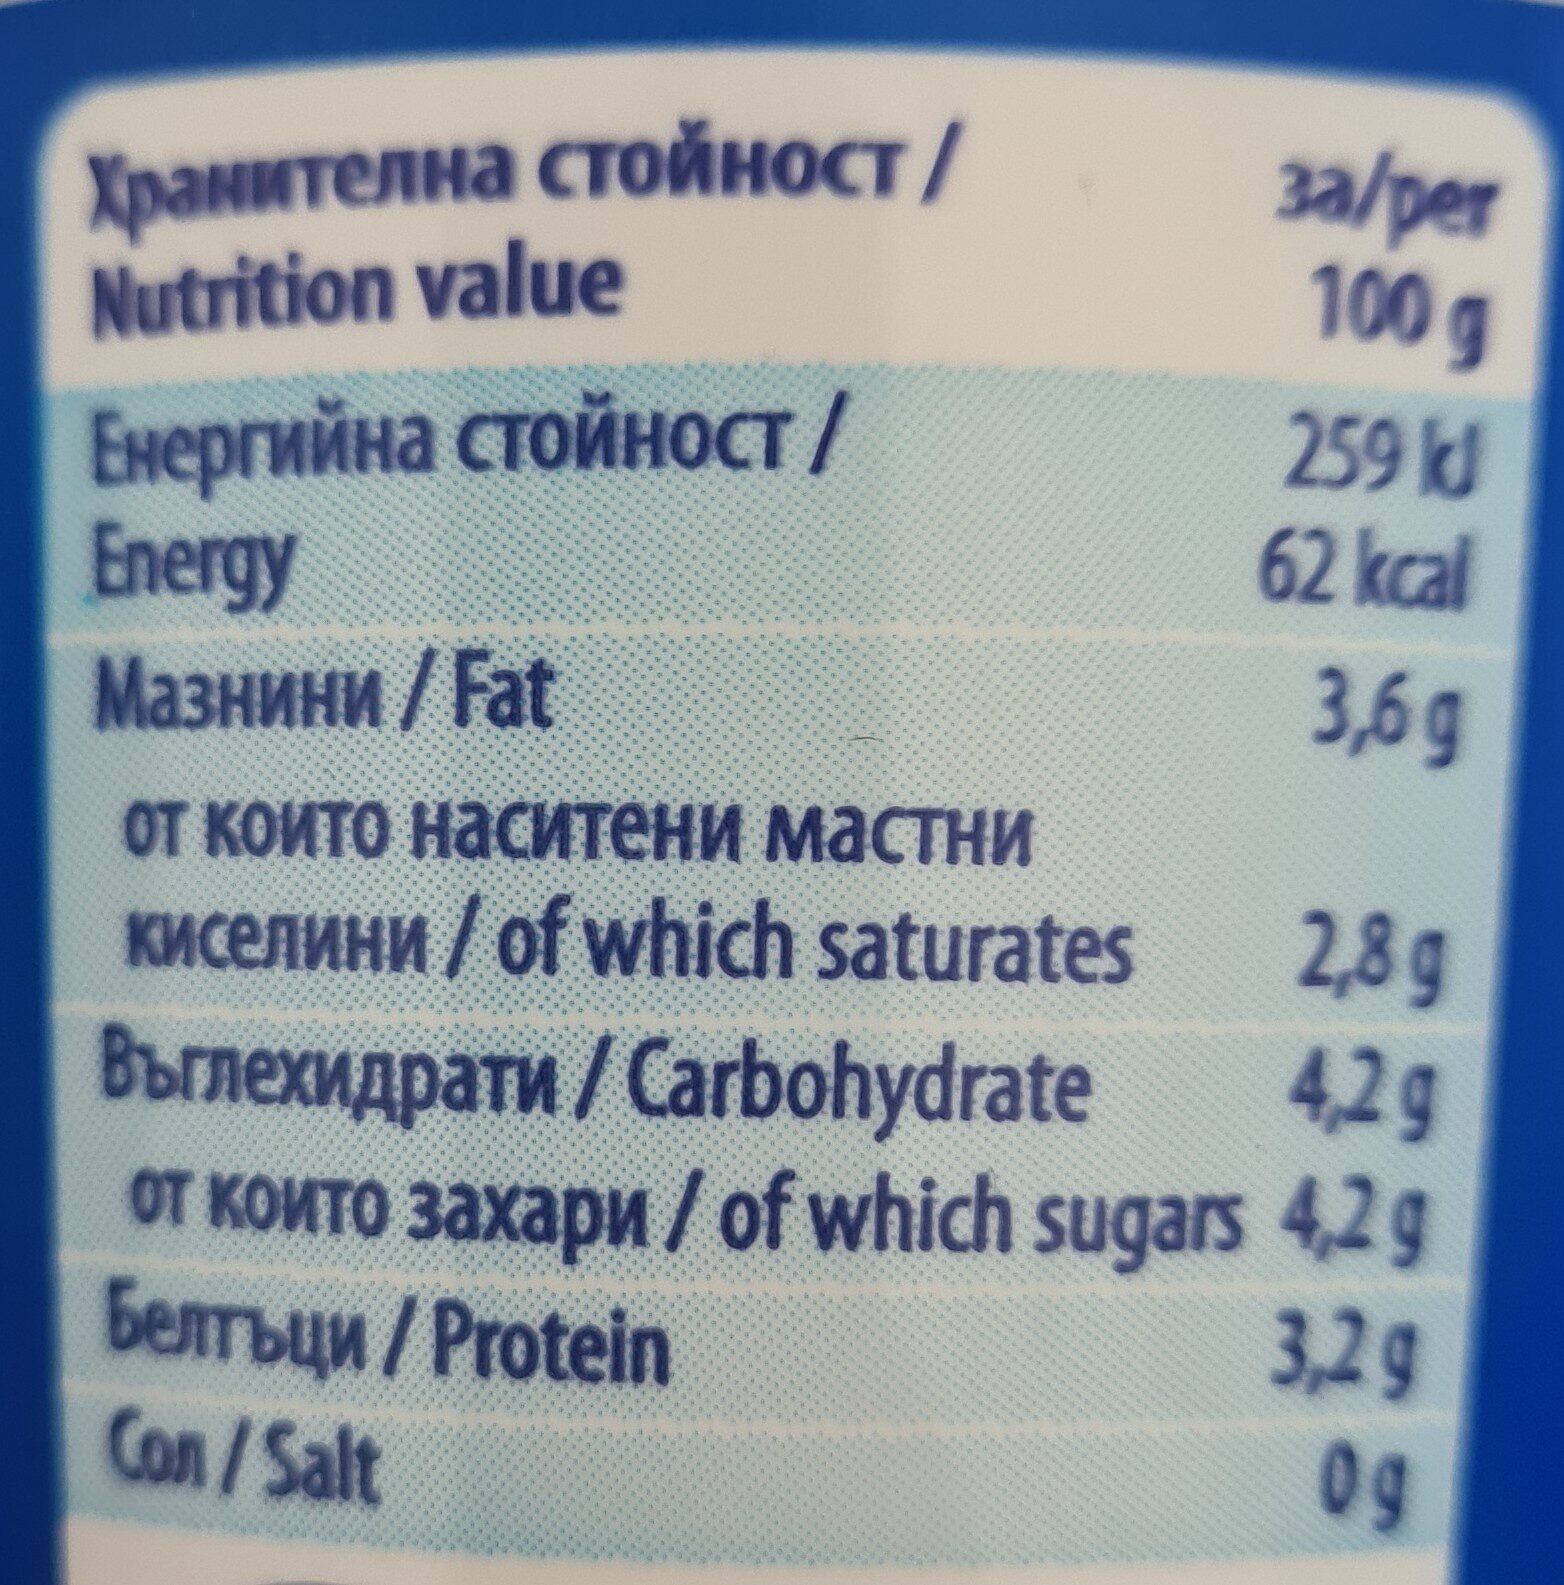 Хранителна стойност / за/per
Nutrition value 100 g
Енергийна стойност / 259 kJ
Energy 62 kcal
Мазнини / Fat 3,6 g
от които наситени мастни
киселини / of which saturates 2,8 g
Въглехидрати / Carbohydrate 4,2 g
от които захари / of which sugars 4,2 g
Белтъци / Protein 3,2 g
Сол / Salt 0 g